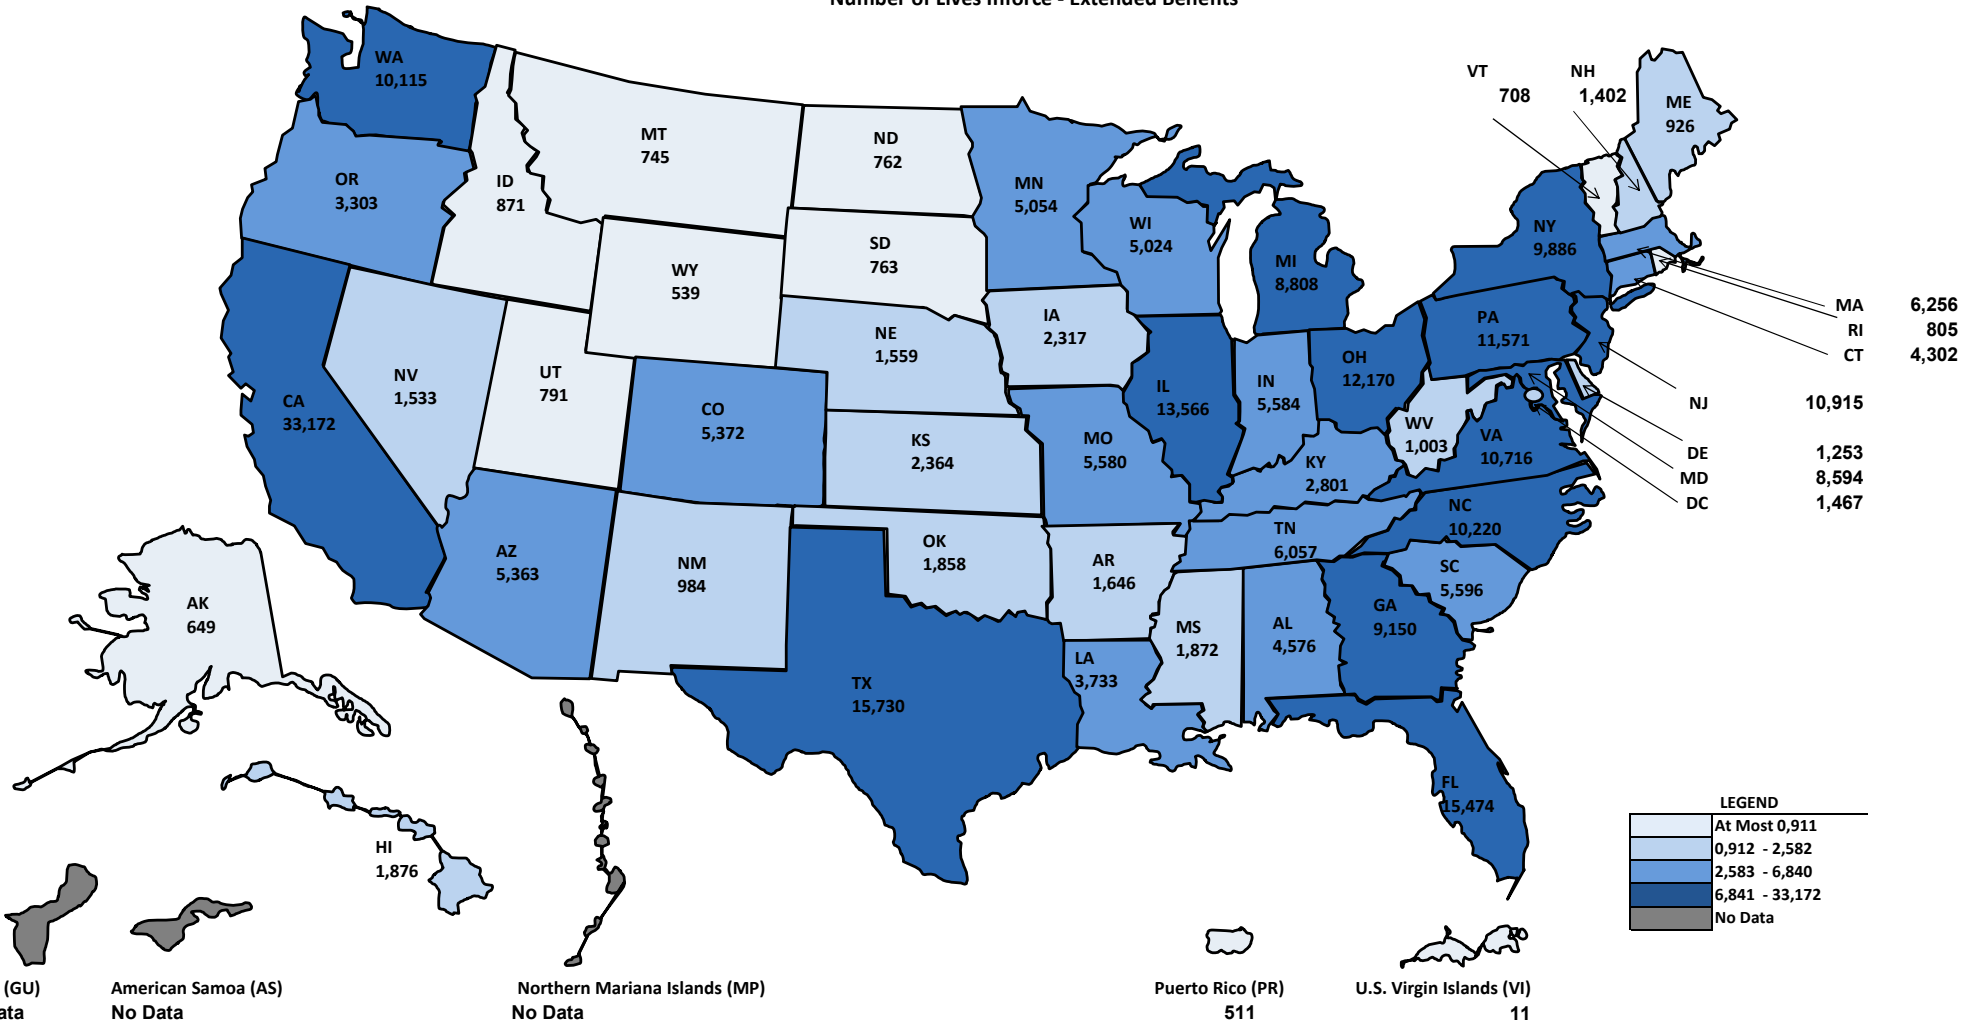 Number of Lives Inforce - Extended Benefits
WA
10,115
OR
3,303
ID
871
MT
745
ND
762
MN
5,054
WI
5,024
MI
8,808
VT
708
NH
1,402
ME
926
NY
9,886
MA 6,256
RI 805
CT 4,302
NJ 10,915
DE 1,253
MD 8,594
DC 1,467
SD
763
WY
539
NE
1,559
IA
2,317
IL
13,566
IN
5,584
OH
12,170
PA
11,571
WV
1,003
VA
10,716
CA
33,172
NV
1,533
UT
791
CO
5,372
KS
2,364
MO
5,580
KY
2,801
NC
10,220
TN
6,057
SC
5,596
AZ
5,363
NM
984
OK
1,858
AR
1,646
MS
1,872
AL
4,576
GA
9,150
LA
3,733
TX
15,730
FL
15,474
AK
649
HI
1,876
LEGEND
At Most 0,911
0,912 - 2,582
2,583 - 6,840
6,841 - 33,172
No Data
(GU)
American Samoa (AS)
No Data
Northern Mariana Islands (MP)
No Data
Puerto Rico (PR)
511
U.S. Virgin Islands (VI)
11